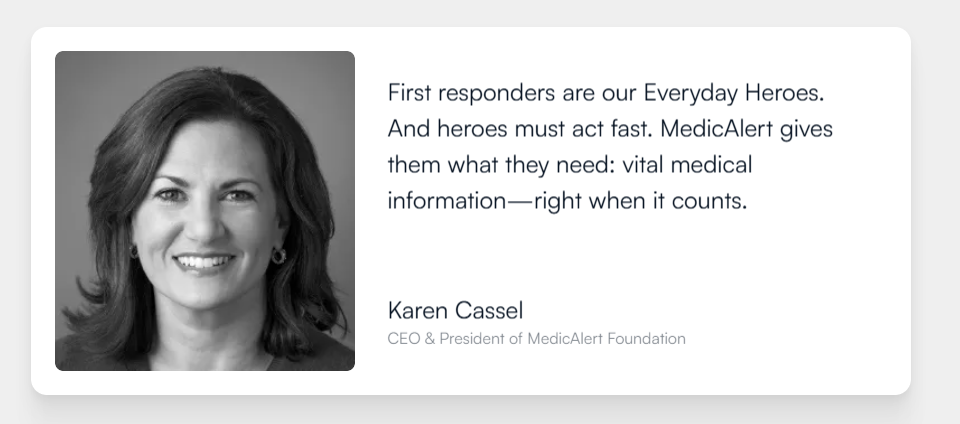 First responders are our Everyday Heroes.
And heroes must act fast. MedicAlert gives
them what they need: vital medical
information—right when it counts.
Karen Cassel
CEO & President of MedicAlert Foundation